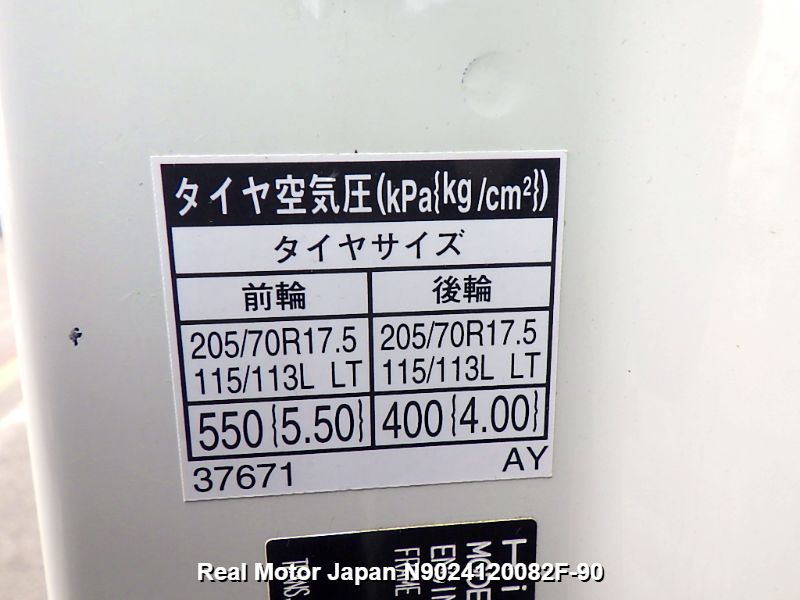 タイヤ空気圧(kPa{kg/cm²})
タイヤサイズ
前輪 後輪
205/70R17.5 205/70R17.5
115/113L LT 115/113L LT
550{5.50} 400{4.00}
37671 AY
FRAME
Real Motor Japan N9024120082F-90